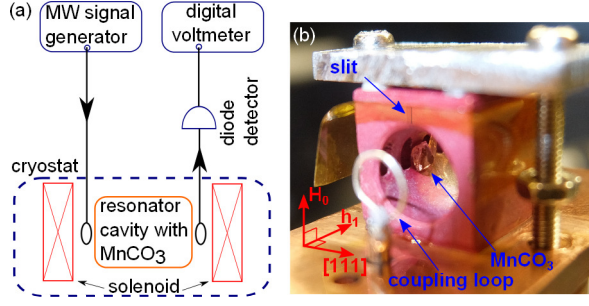 (a)
MW signal
generator
digital
voltmeter
diode
detector
cryostat
resonator
cavity with
MnCO₃
solenoid
(b)
slit
H₀
h₁
[111]
MnCO₃
coupling loop